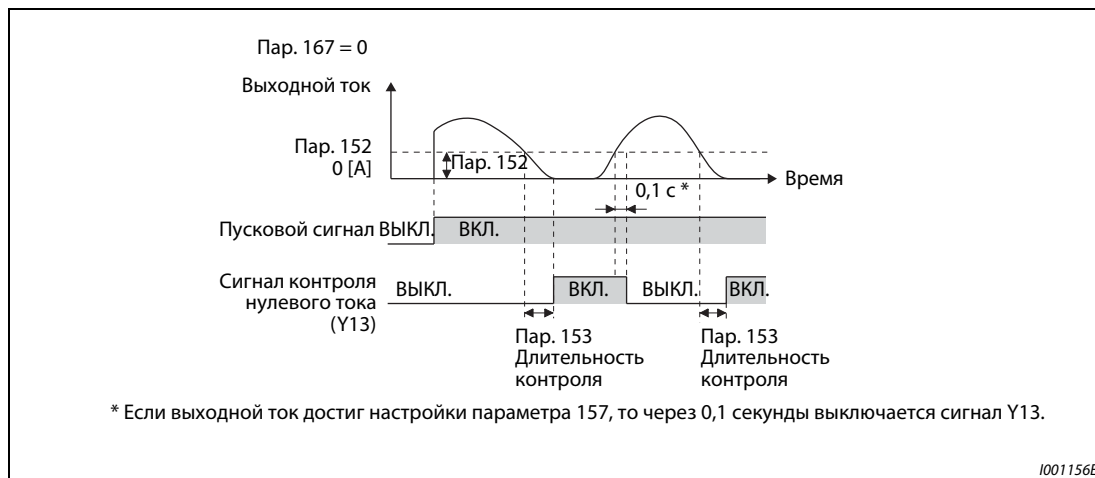 Пар. 167 = 0
Выходной ток
Пар. 152
0 [A]
Пар. 152
Время
0,1 с *
Пусковой сигнал ВЫКЛ. ВКЛ.
Сигнал контроля
нулевого тока
(Y13)
ВЫКЛ. ВКЛ. ВЫКЛ. ВКЛ.
Пар. 153
Длительность
контроля
Пар. 153
Длительность
контроля
* Если выходной ток достиг настройки параметра 157, то через 0,1 секунды выключается сигнал Y13.
I001156E